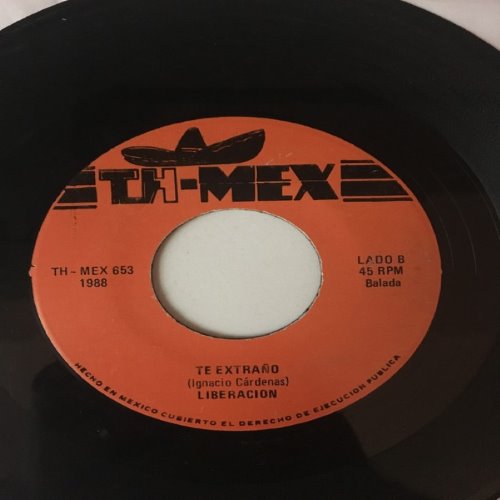 TH-MEX
TH - MEX 653
1988
LADO B
45 RPM
Balada
TE EXTRAÑO
(Ignacio Cárdenas)
LIBERACION
HECHO EN MEXICO CUBIERTO EL DERECHO DE EJECUCION PUBLICA